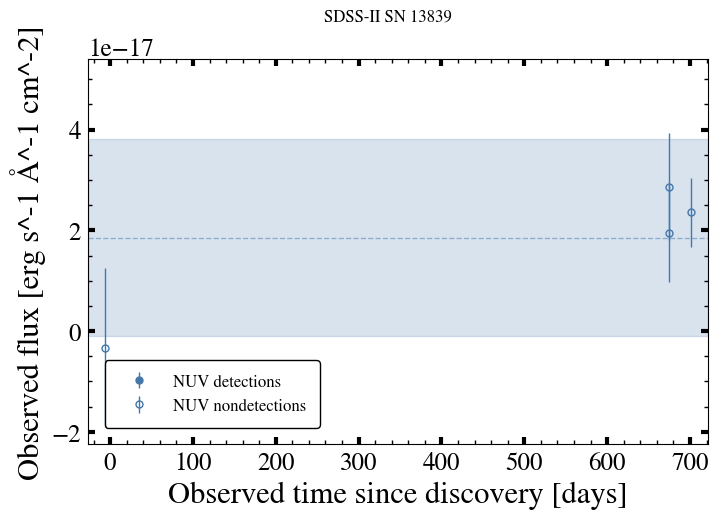 SDSS-II SN 13839
1e−17
Observed flux [erg s^-1 Å^-1 cm^-2]
4
2
0
−2
NUV detections
NUV nondetections
0 100 200 300 400 500 600 700
Observed time since discovery [days]